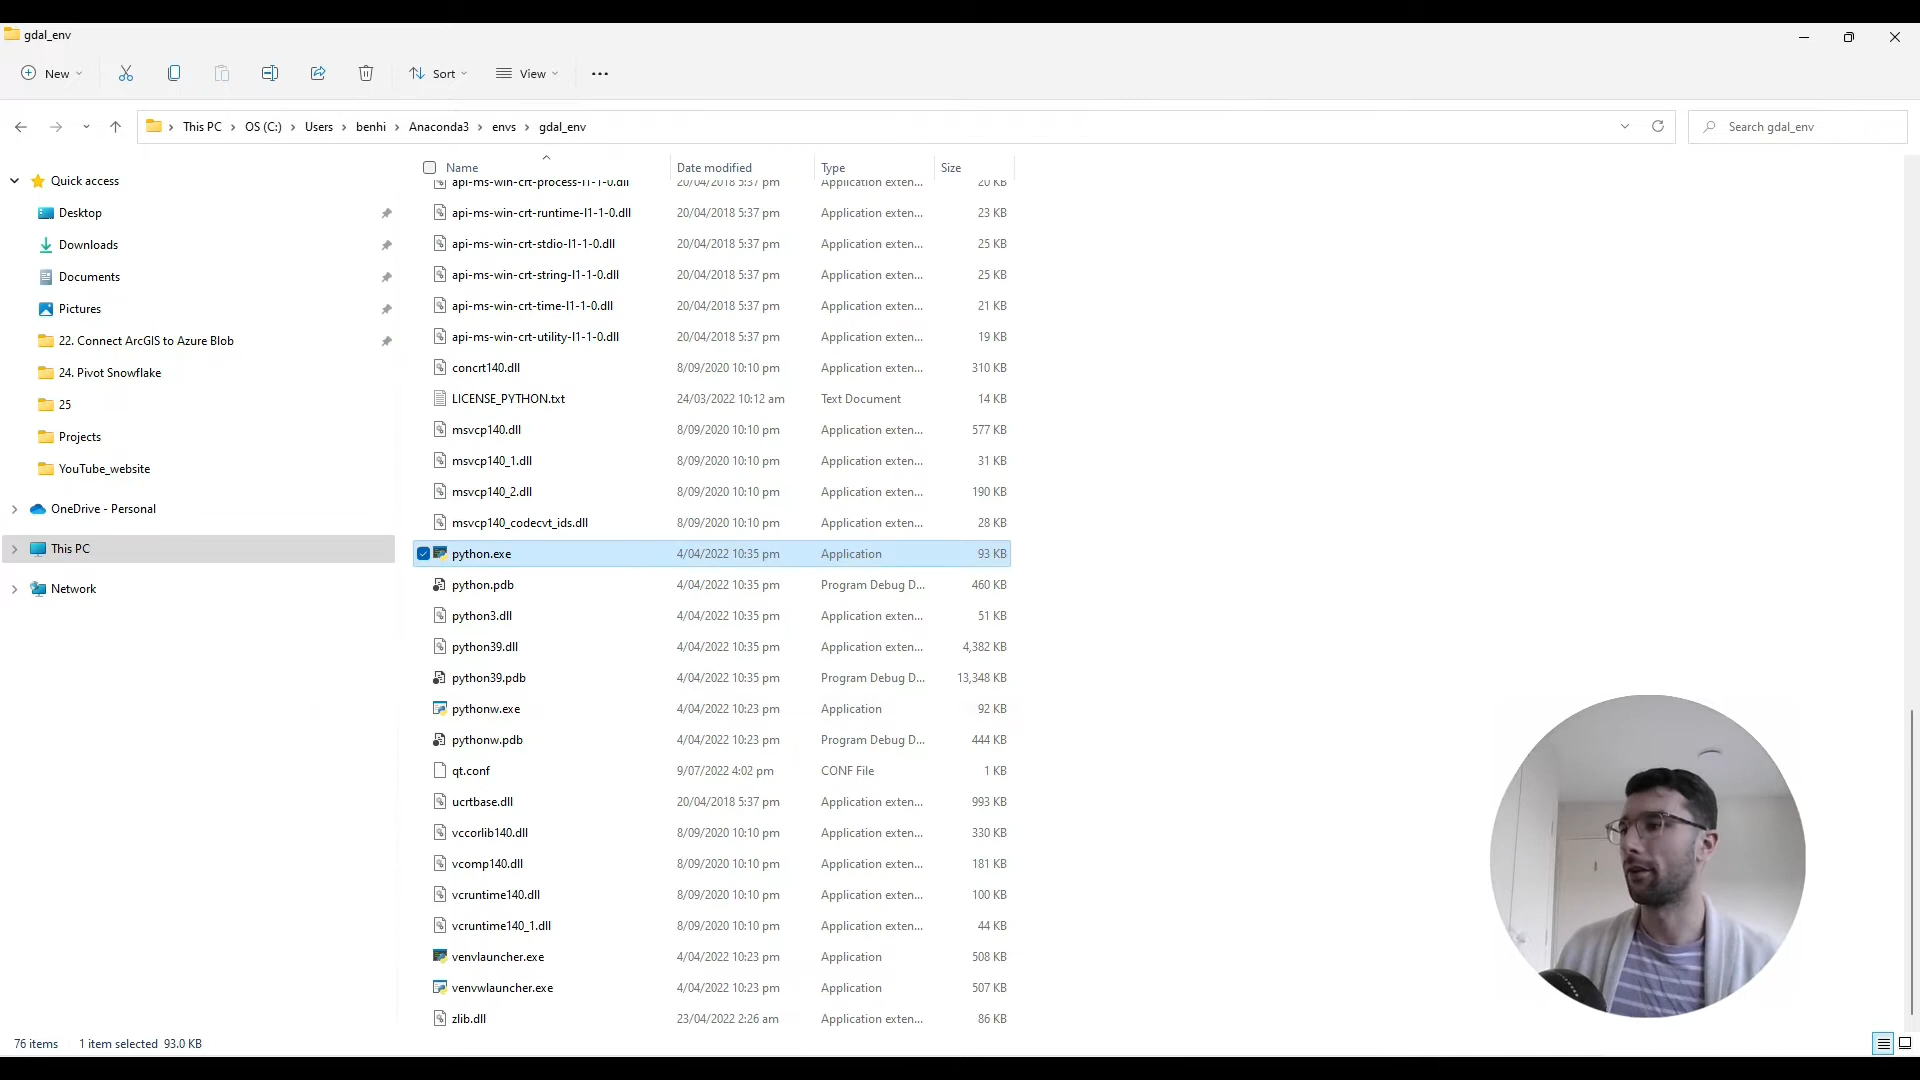 gdal_env
New
Sort
View
This PC > OS (C:) > Users > benhi > Anaconda3 > envs > gdal_env
Search gdal_env
Quick access
Desktop
Downloads
Documents
Pictures
22. Connect ArcGIS to Azure Blob
24. Pivot Snowflake
25
Projects
YouTube_website
OneDrive - Personal
This PC
Network
Name Date modified Type Size
api-ms-win-crt-process-l1-1-0.dll 20/04/2018 5:37 pm Application exten... 20 KB
api-ms-win-crt-runtime-l1-1-0.dll 20/04/2018 5:37 pm Application exten... 23 KB
api-ms-win-crt-stdio-l1-1-0.dll 20/04/2018 5:37 pm Application exten... 25 KB
api-ms-win-crt-string-l1-1-0.dll 20/04/2018 5:37 pm Application exten... 25 KB
api-ms-win-crt-time-l1-1-0.dll 20/04/2018 5:37 pm Application exten... 21 KB
api-ms-win-crt-utility-l1-1-0.dll 20/04/2018 5:37 pm Application exten... 19 KB
concrt140.dll 8/09/2020 10:10 pm Application exten... 310 KB
LICENSE_PYTHON.txt 24/03/2022 10:12 am Text Document 14 KB
msvcp140.dll 8/09/2020 10:10 pm Application exten... 577 KB
msvcp140_1.dll 8/09/2020 10:10 pm Application exten... 31 KB
msvcp140_2.dll 8/09/2020 10:10 pm Application exten... 190 KB
msvcp140_codecvt_ids.dll 8/09/2020 10:10 pm Application exten... 28 KB
python.exe 4/04/2022 10:35 pm Application 93 KB
python.pdb 4/04/2022 10:35 pm Program Debug D... 460 KB
python3.dll 4/04/2022 10:35 pm Application exten... 51 KB
python39.dll 4/04/2022 10:35 pm Application exten... 4,382 KB
python39.pdb 4/04/2022 10:35 pm Program Debug D... 13,348 KB
pythonw.exe 4/04/2022 10:23 pm Application 92 KB
pythonw.pdb 4/04/2022 10:23 pm Program Debug D... 444 KB
qt.conf 9/07/2022 4:02 pm CONF File 1 KB
ucrtbase.dll 20/04/2018 5:37 pm Application exten... 993 KB
vccorlib140.dll 8/09/2020 10:10 pm Application exten... 330 KB
vcomp140.dll 8/09/2020 10:10 pm Application exten... 181 KB
vcruntime140.dll 8/09/2020 10:10 pm Application exten... 100 KB
vcruntime140_1.dll 8/09/2020 10:10 pm Application exten... 44 KB
venvlauncher.exe 4/04/2022 10:23 pm Application 508 KB
venvwlauncher.exe 4/04/2022 10:23 pm Application 507 KB
zlib.dll 23/04/2022 2:26 am Application exten... 86 KB
76 items 1 item selected 93.0 KB